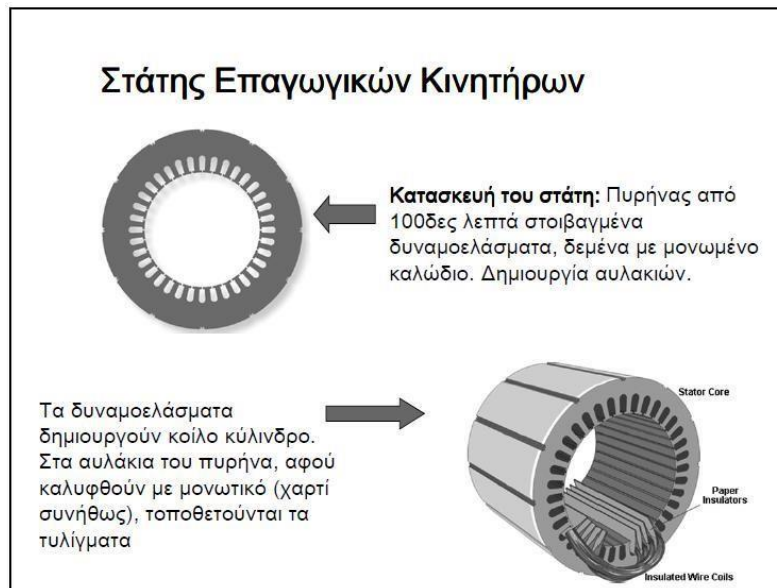 Στάτης Επαγωγικών Κινητήρων
Κατασκευή του στάτη: Πυρήνας από
100δες λεπτά στοιβαγμένα
δυναμοελάσματα, δεμένα με μονωμένο
καλώδιο. Δημιουργία αυλακιών.
Τα δυναμοελάσματα
δημιουργούν κοίλο κύλινδρο.
Στα αυλάκια του πυρήνα, αφού
καλυφθούν με μονωτικό (χαρτί
συνήθως), τοποθετούνται τα
τυλίγματα
Stator Core
Paper
Insulators
Insulated Wire Coils